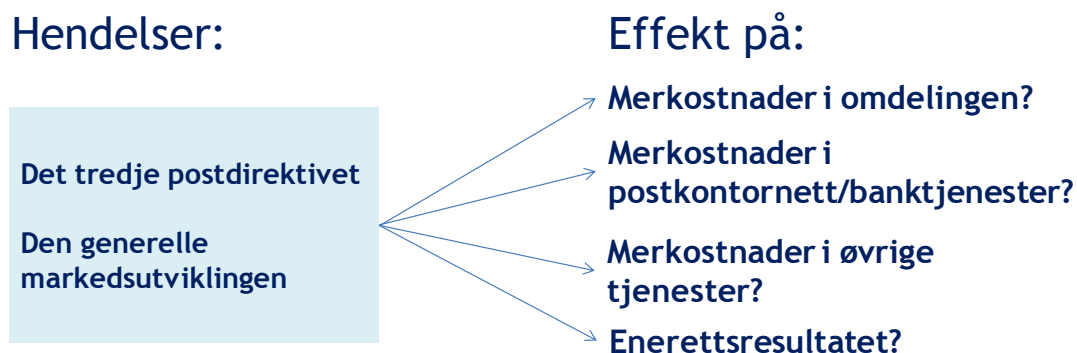 Hendelser:
Effekt på:
Det tredje postdirektivet
Den generelle
markedsutviklingen
Merkostnader i omdelingen?
Merkostnader i
postkontornett/banktjenester?
Merkostnader i øvrige
tjenester?
Enerettsresultatet?